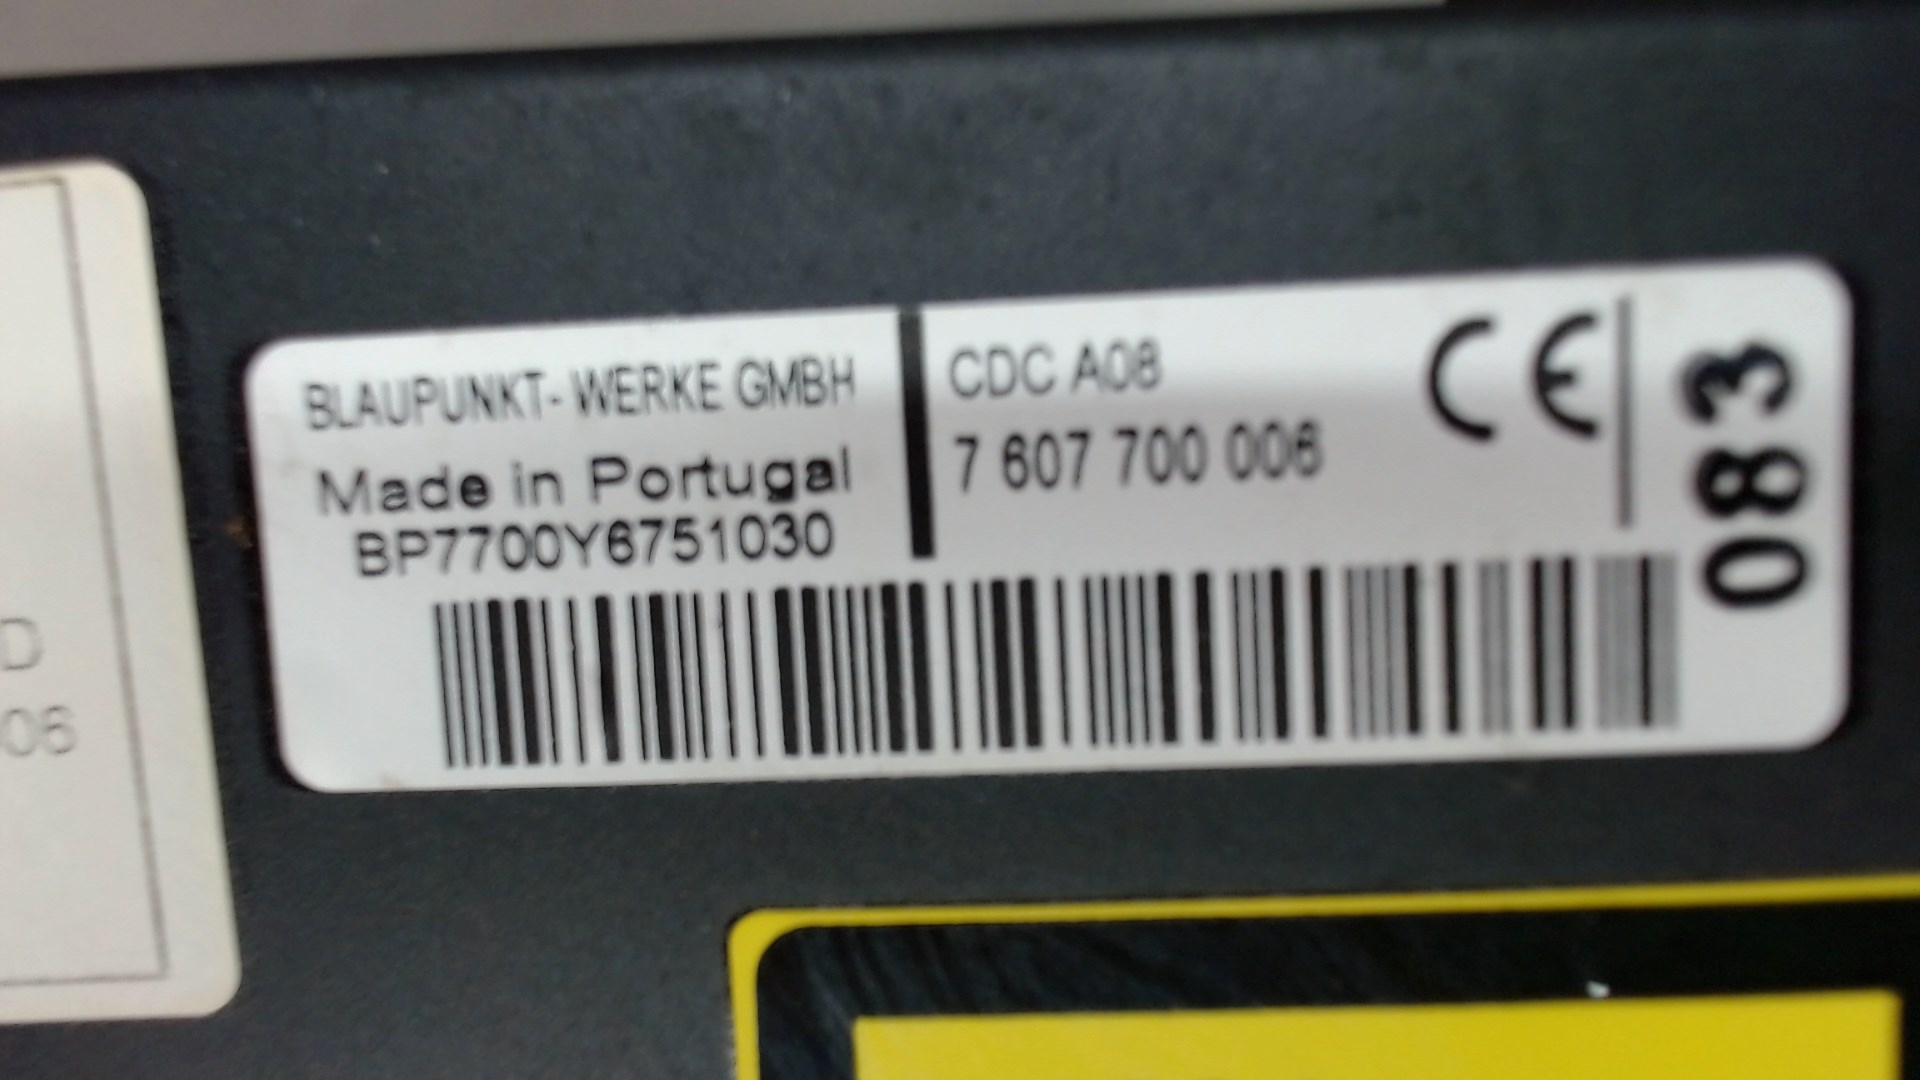 BLAUPUNKT-WERKE GMBH
Made in Portugal
BP7700Y6751030
CDC A08
7 607 700 006
CE
083
D
06